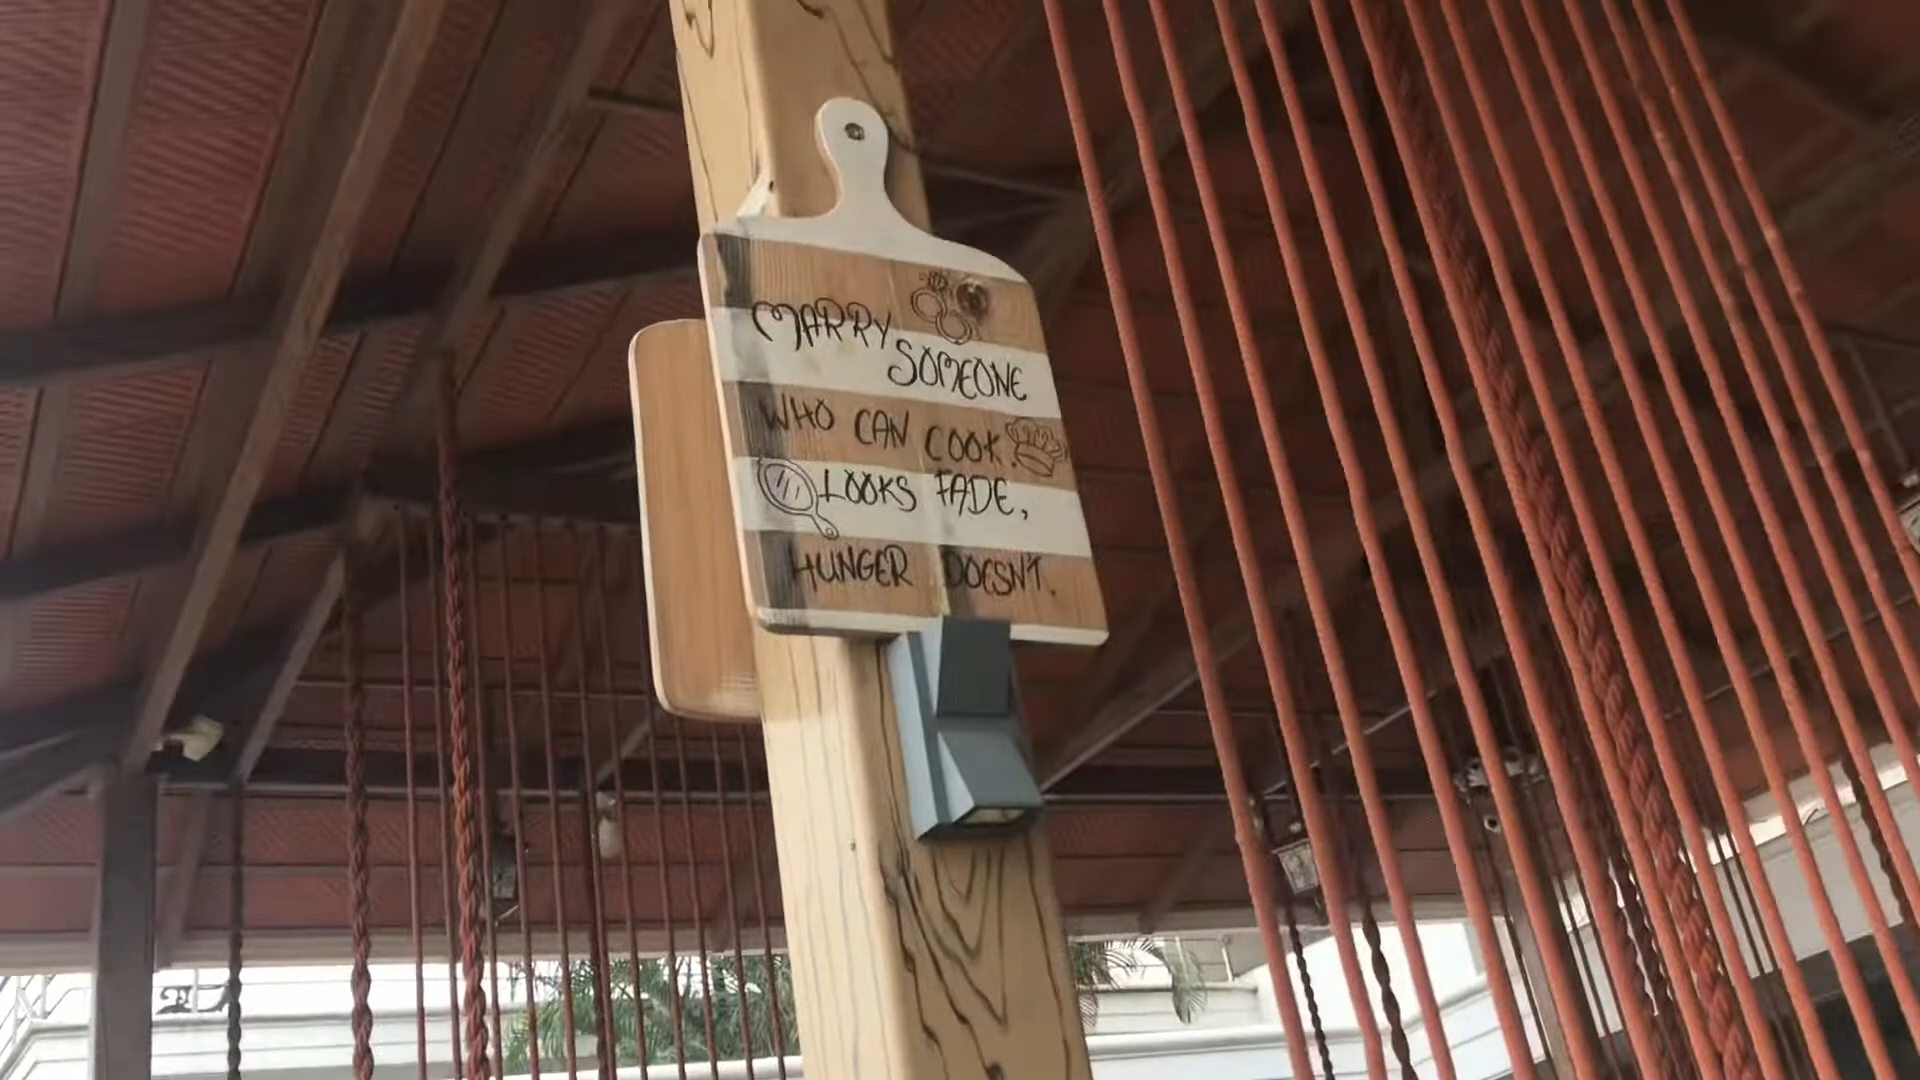 MARRY
SOMEONE
WHO CAN COOK.
LOOKS FADE,
HUNGER DOESN'T.